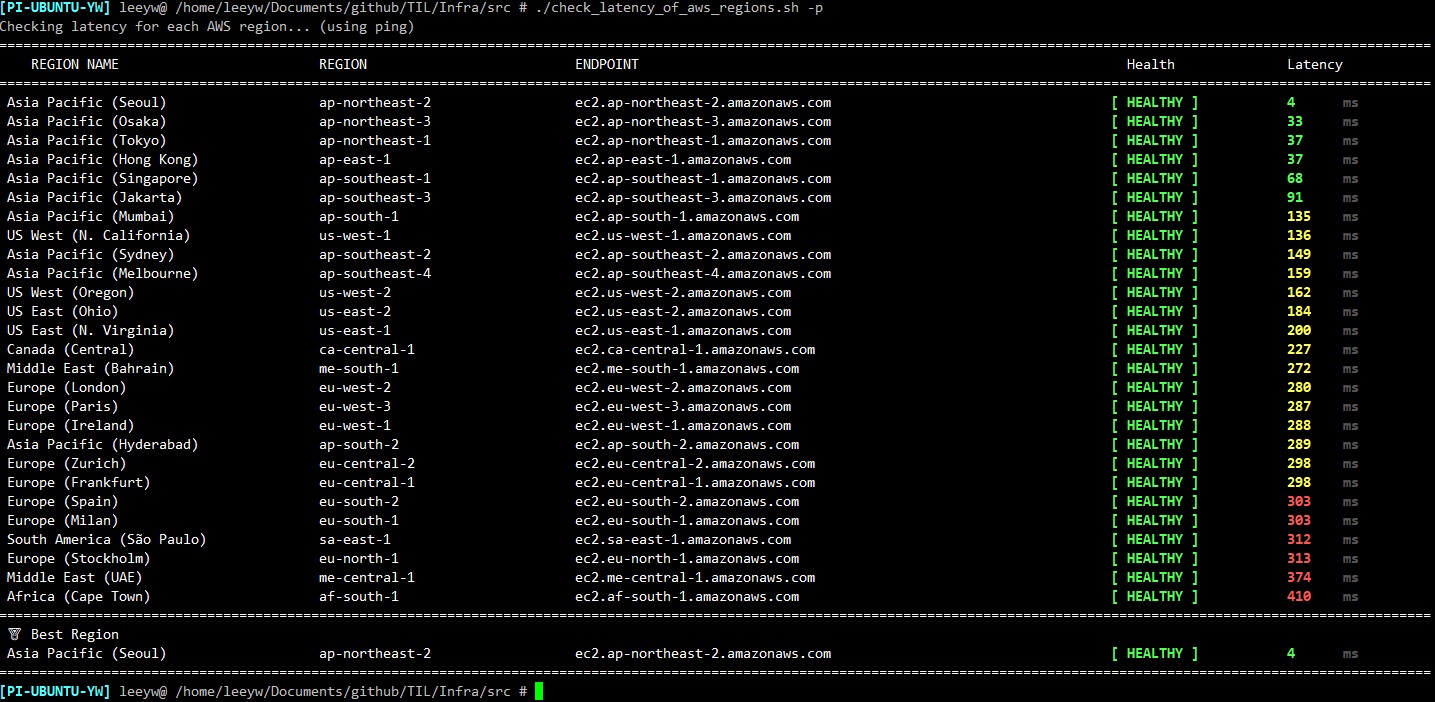 [PI-UBUNTU-YW] leeyw@ /home/leeyw/Documents/github/TIL/Infra/src # ./check_latency_of_aws_regions.sh -p
Checking latency for each AWS region... (using ping)
REGION NAME REGION ENDPOINT Health Latency
Asia Pacific (Seoul) ap-northeast-2 ec2.ap-northeast-2.amazonaws.com [ HEALTHY ] 4 ms
Asia Pacific (Osaka) ap-northeast-3 ec2.ap-northeast-3.amazonaws.com [ HEALTHY ] 33 ms
Asia Pacific (Tokyo) ap-northeast-1 ec2.ap-northeast-1.amazonaws.com [ HEALTHY ] 37 ms
Asia Pacific (Hong Kong) ap-east-1 ec2.ap-east-1.amazonaws.com [ HEALTHY ] 37 ms
Asia Pacific (Singapore) ap-southeast-1 ec2.ap-southeast-1.amazonaws.com [ HEALTHY ] 68 ms
Asia Pacific (Jakarta) ap-southeast-3 ec2.ap-southeast-3.amazonaws.com [ HEALTHY ] 91 ms
Asia Pacific (Mumbai) ap-south-1 ec2.ap-south-1.amazonaws.com [ HEALTHY ] 135 ms
US West (N. California) us-west-1 ec2.us-west-1.amazonaws.com [ HEALTHY ] 136 ms
Asia Pacific (Sydney) ap-southeast-2 ec2.ap-southeast-2.amazonaws.com [ HEALTHY ] 149 ms
Asia Pacific (Melbourne) ap-southeast-4 ec2.ap-southeast-4.amazonaws.com [ HEALTHY ] 159 ms
US West (Oregon) us-west-2 ec2.us-west-2.amazonaws.com [ HEALTHY ] 162 ms
US East (Ohio) us-east-2 ec2.us-east-2.amazonaws.com [ HEALTHY ] 184 ms
US East (N. Virginia) us-east-1 ec2.us-east-1.amazonaws.com [ HEALTHY ] 200 ms
Canada (Central) ca-central-1 ec2.ca-central-1.amazonaws.com [ HEALTHY ] 227 ms
Middle East (Bahrain) me-south-1 ec2.me-south-1.amazonaws.com [ HEALTHY ] 272 ms
Europe (London) eu-west-2 ec2.eu-west-2.amazonaws.com [ HEALTHY ] 280 ms
Europe (Paris) eu-west-3 ec2.eu-west-3.amazonaws.com [ HEALTHY ] 287 ms
Europe (Ireland) eu-west-1 ec2.eu-west-1.amazonaws.com [ HEALTHY ] 288 ms
Asia Pacific (Hyderabad) ap-south-2 ec2.ap-south-2.amazonaws.com [ HEALTHY ] 289 ms
Europe (Zurich) eu-central-2 ec2.eu-central-2.amazonaws.com [ HEALTHY ] 298 ms
Europe (Frankfurt) eu-central-1 ec2.eu-central-1.amazonaws.com [ HEALTHY ] 298 ms
Europe (Spain) eu-south-2 ec2.eu-south-2.amazonaws.com [ HEALTHY ] 303 ms
Europe (Milan) eu-south-1 ec2.eu-south-1.amazonaws.com [ HEALTHY ] 303 ms
South America (São Paulo) sa-east-1 ec2.sa-east-1.amazonaws.com [ HEALTHY ] 312 ms
Europe (Stockholm) eu-north-1 ec2.eu-north-1.amazonaws.com [ HEALTHY ] 313 ms
Middle East (UAE) me-central-1 ec2.me-central-1.amazonaws.com [ HEALTHY ] 374 ms
Africa (Cape Town) af-south-1 ec2.af-south-1.amazonaws.com [ HEALTHY ] 410 ms
Best Region
Asia Pacific (Seoul) ap-northeast-2 ec2.ap-northeast-2.amazonaws.com [ HEALTHY ] 4 ms
[PI-UBUNTU-YW] leeyw@ /home/leeyw/Documents/github/TIL/Infra/src #